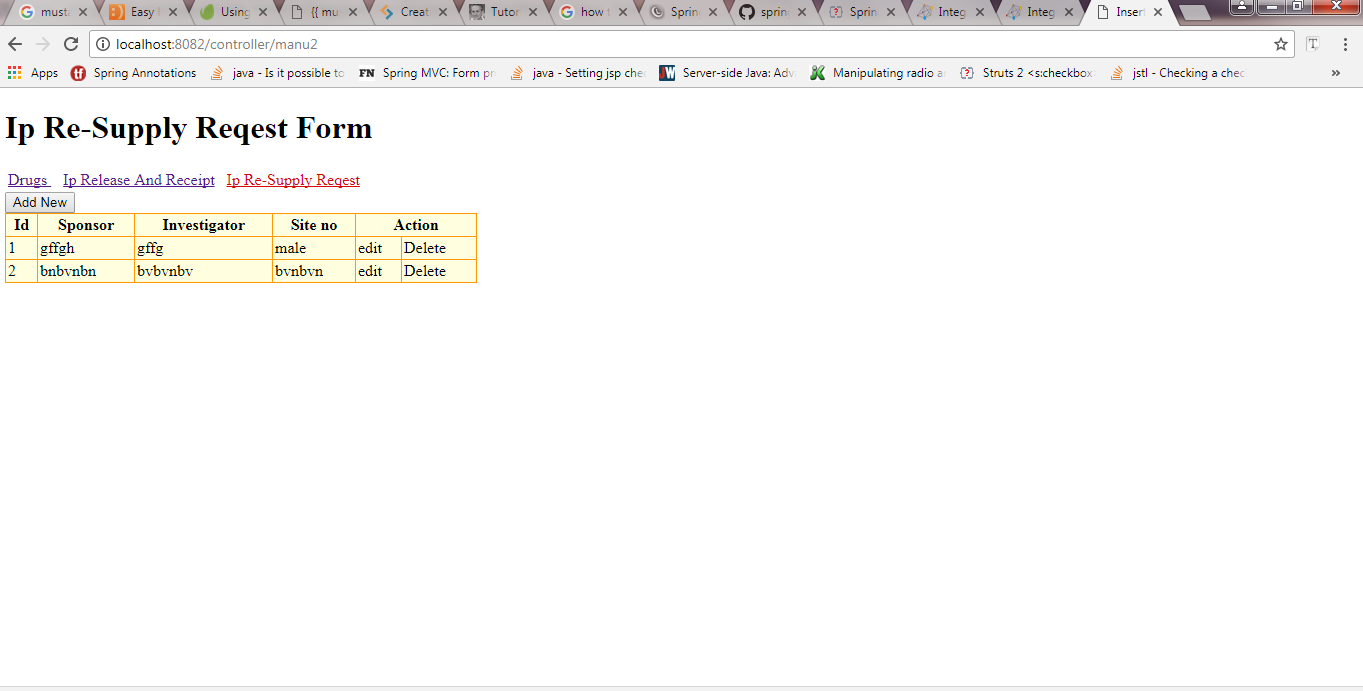 must Easy Using {{ mu Creat Tutor how t Sprin sprin Sprin Integ Integ Insert
localhost:8082/controller/manu2
Apps Spring Annotations java - Is it possible to FN Spring MVC: Form pr java - Setting jsp chec JW Server-side Java: Adv Manipulating radio a Struts 2 <s:checkbox jstl - Checking a chec »
Ip Re-Supply Reqest Form
Drugs Ip Release And Receipt Ip Re-Supply Reqest
Add New
Id Sponsor Investigator Site no Action
1 gffgh gffg male edit Delete
2 bnbvnbn bvbvnbv bvnbvn edit Delete